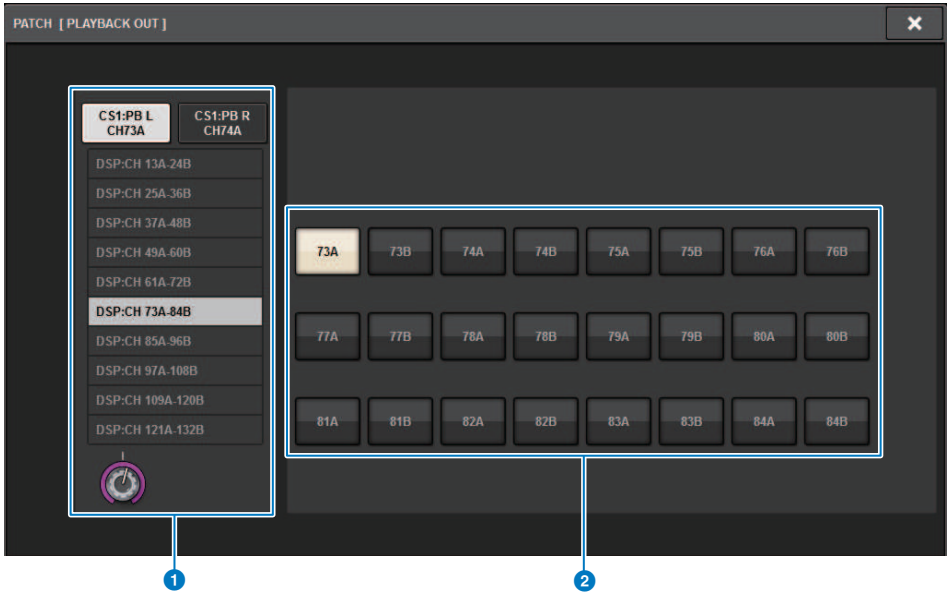 PATCH [ PLAYBACK OUT ]
CS1:PB L
CH73A
CS1:PB R
CH74A
DSP:CH 13A-24B
DSP:CH 25A-36B
DSP:CH 37A-48B
DSP:CH 49A-60B
DSP:CH 61A-72B
DSP:CH 73A-84B
DSP:CH 85A-96B
DSP:CH 97A-108B
DSP:CH 109A-120B
DSP:CH 121A-132B
73A 73B 74A 74B 75A 75B 76A 76B
77A 77B 78A 78B 79A 79B 80A 80B
81A 81B 82A 82B 83A 83B 84A 84B
1 2